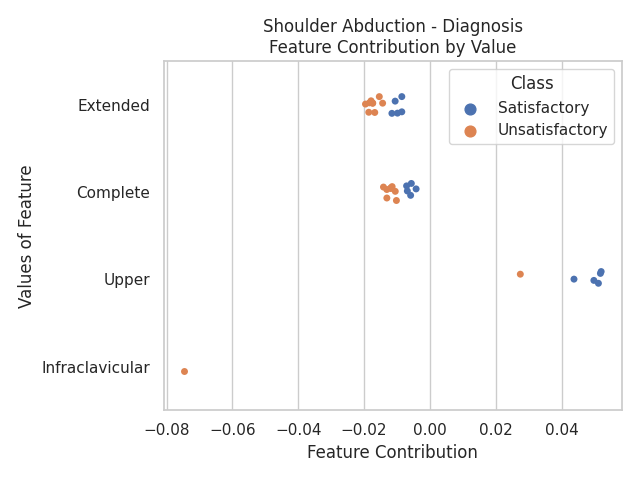 Shoulder Abduction - Diagnosis
Feature Contribution by Value
Class
Satisfactory
Unsatisfactory
Values of Feature
Extended
Complete
Upper
Infraclavicular
−0.08 −0.06 −0.04 −0.02 0.00 0.02 0.04
Feature Contribution